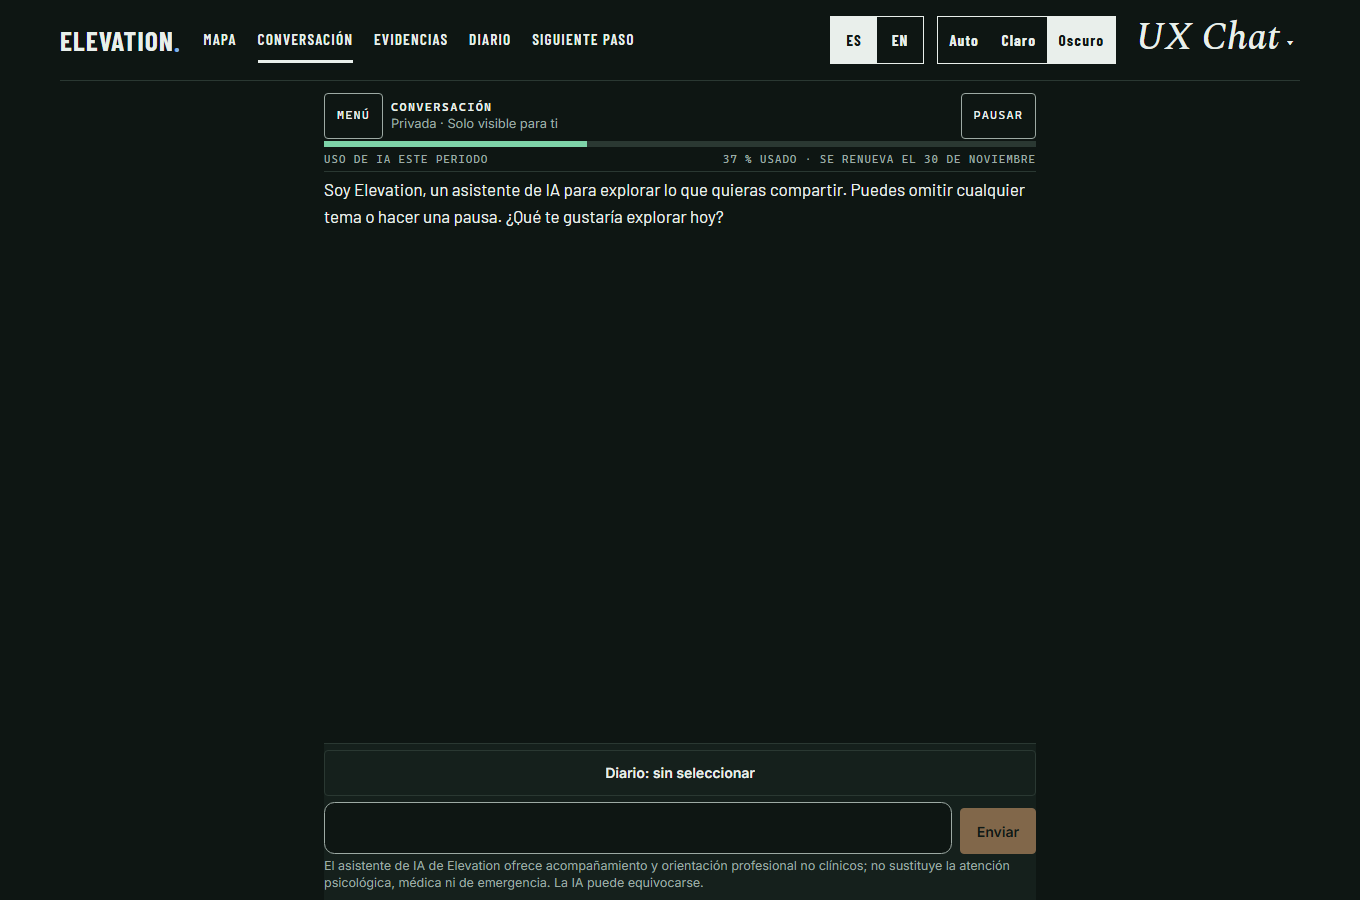 ELEVATION.
MAPA
CONVERSACIÓN
EVIDENCIAS
DIARIO
SIGUIENTE PASO
ES
EN
Auto
Claro
Oscuro
UX Chat
MENÚ
CONVERSACIÓN
Privada · Solo visible para ti
PAUSAR
USO DE IA ESTE PERIODO
37 % USADO · SE RENUEVA EL 30 DE NOVIEMBRE
Soy Elevation, un asistente de IA para explorar lo que quieras compartir. Puedes omitir cualquier
tema o hacer una pausa. ¿Qué te gustaría explorar hoy?
Diario: sin seleccionar
Enviar
El asistente de IA de Elevation ofrece acompañamiento y orientación profesional no clínicos; no sustituye la atención
psicológica, médica ni de emergencia. La IA puede equivocarse.